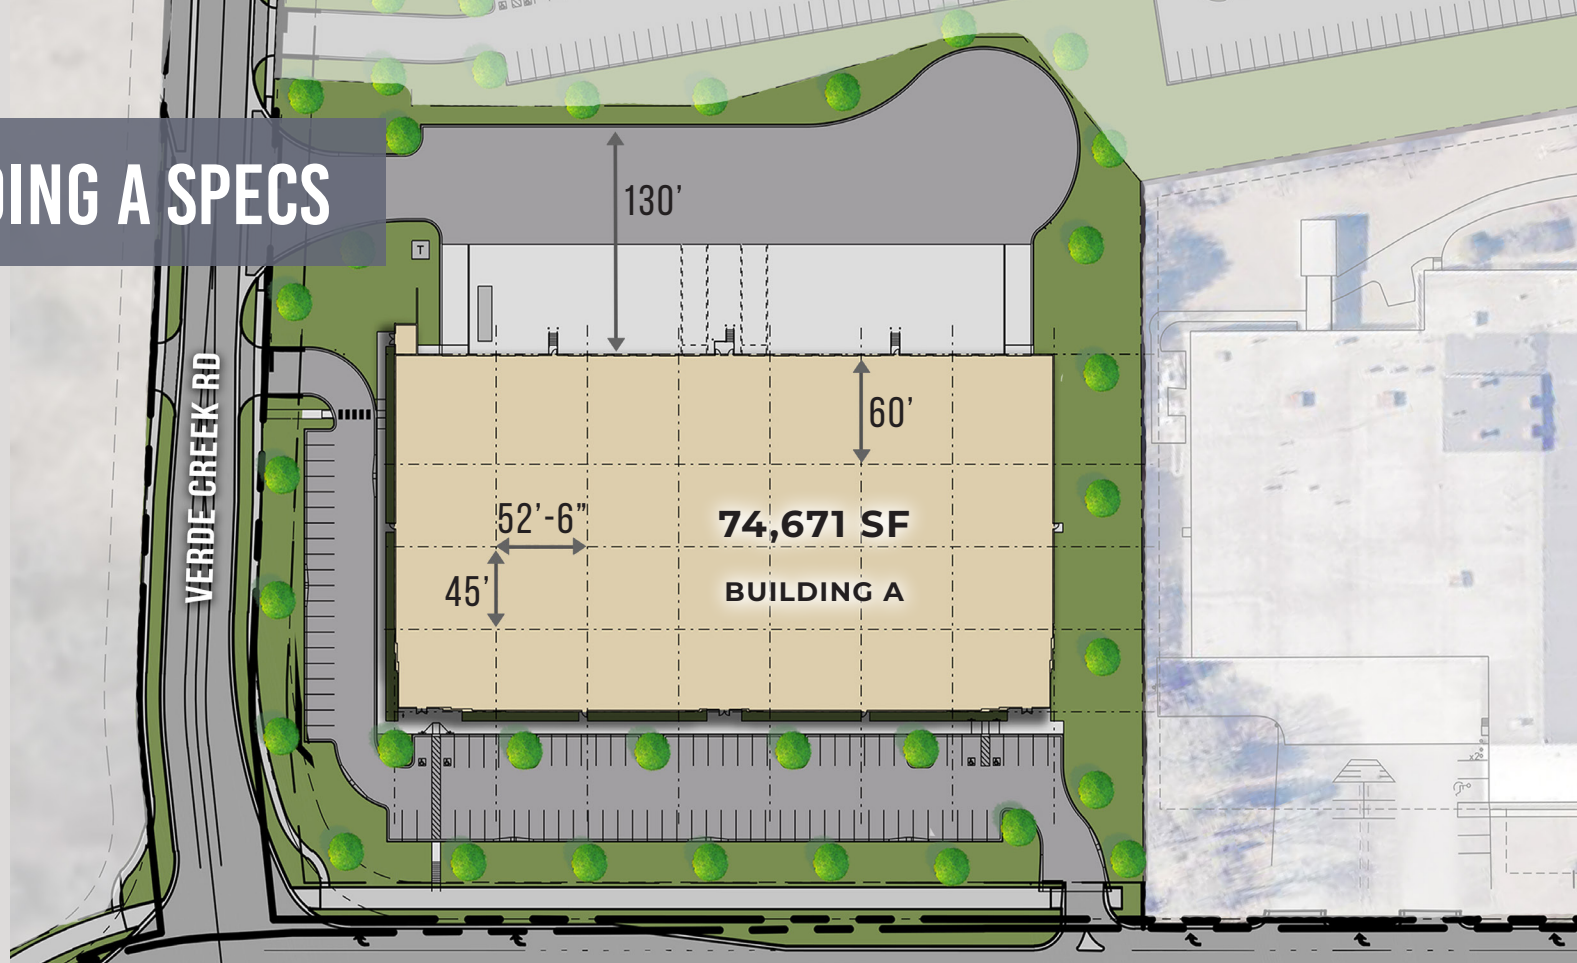 DING A SPECS
130’
T
60’
VERDE CREEK RD
52’-6”
74,671 SF
45’
BUILDING A